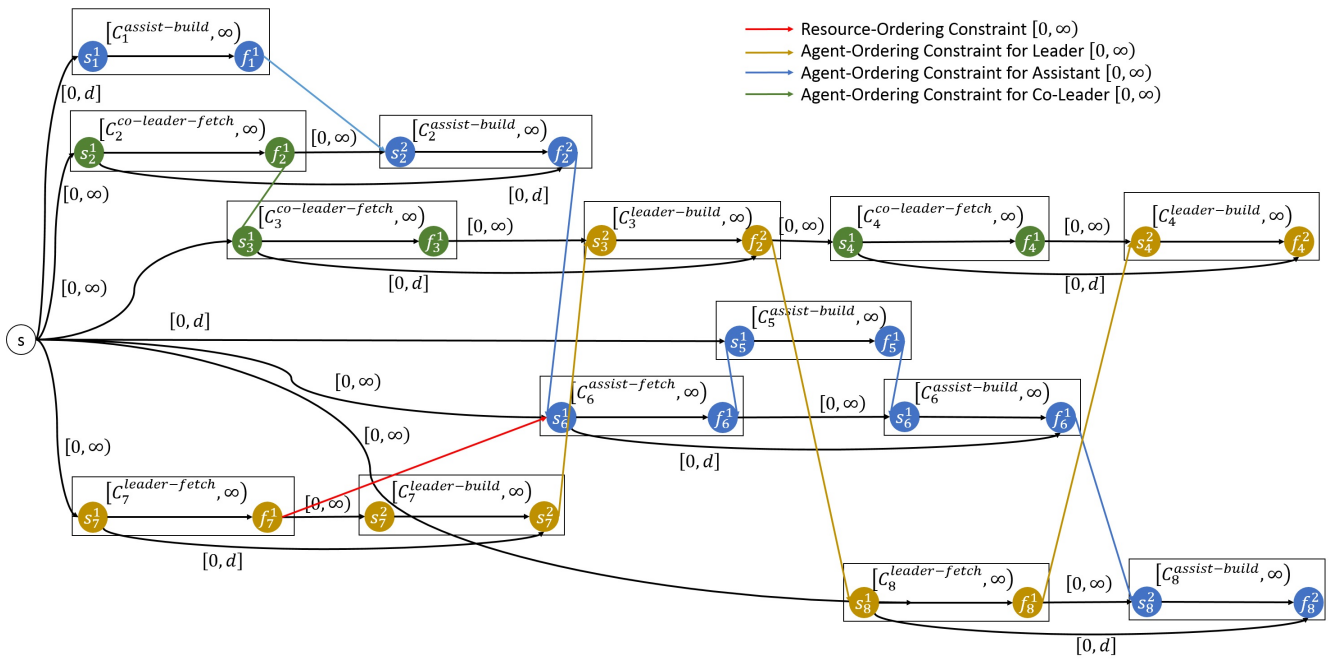 Resource-Ordering Constraint [0, ∞)
Agent-Ordering Constraint for Leader [0, ∞)
Agent-Ordering Constraint for Assistant [0, ∞)
Agent-Ordering Constraint for Co-Leader [0, ∞)
[C_1^{assist-build}, ∞)
s_1^1 f_1^1
[0, d]
[C_2^{co-leader-fetch}, ∞)
s_2^1 f_2^1
[0, ∞)
[C_2^{assist-build}, ∞)
s_2^2 f_2^2
[0, ∞)
[0, d]
[C_3^{co-leader-fetch}, ∞)
s_3^1 f_3^1
[0, ∞)
[C_3^{leader-build}, ∞)
s_3^2 f_2^2
[0, ∞)
[C_4^{co-leader-fetch}, ∞)
s_4^1 f_4^1
[0, ∞)
[C_4^{leader-build}, ∞)
s_4^2 f_4^2
[0, ∞)
[0, d]
[0, d]
s
[0, d]
[C_5^{assist-build}, ∞)
s_5^1 f_5^1
[0, ∞)
[C_6^{assist-fetch}, ∞)
s_6^1 f_6^1
[0, ∞)
[C_6^{assist-build}, ∞)
s_6^1 f_6^1
[0, d]
[0, ∞)
[0, ∞)
[C_7^{leader-fetch}, ∞)
s_7^1 f_7^1
[0, ∞)
[C_7^{leader-build}, ∞)
s_7^2 s_7^2
[0, d]
[C_8^{leader-fetch}, ∞)
s_8^1 f_8^1
[0, ∞)
[C_8^{assist-build}, ∞)
s_8^2 f_8^2
[0, d]